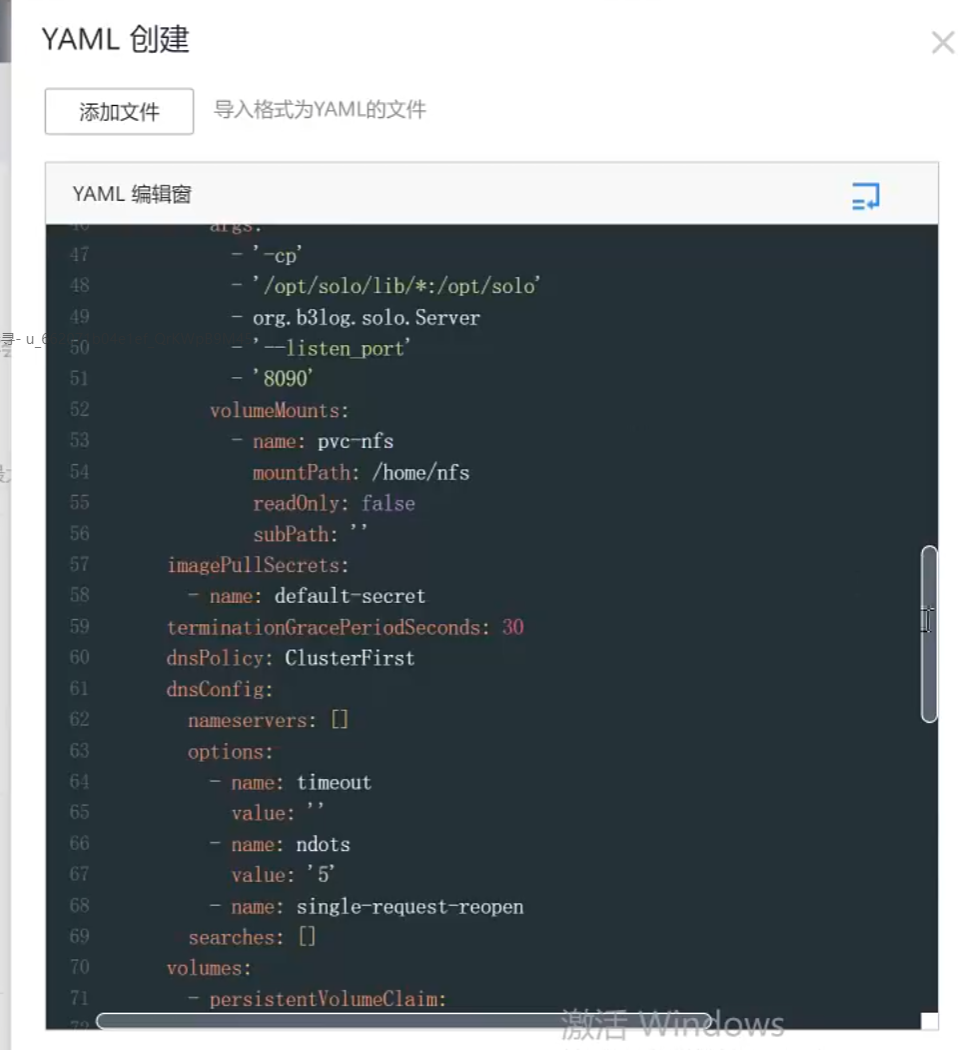 YAML 创建
添加文件 导入格式为YAML的文件
YAML 编辑窗
46 args:
47 - '-cp'
48 - '/opt/solo/lib/*:/opt/solo'
49 - org.b3log.solo.Server
50 - '--listen_port'
51 - '8090'
52 volumeMounts:
53 - name: pvc-nfs
54 mountPath: /home/nfs
55 readOnly: false
56 subPath: ''
57 imagePullSecrets:
58 - name: default-secret
59 terminationGracePeriodSeconds: 30
60 dnsPolicy: ClusterFirst
61 dnsConfig:
62 nameservers: []
63 options:
64 - name: timeout
65 value: ''
66 - name: ndots
67 value: '5'
68 - name: single-request-reopen
69 searches: []
70 volumes:
71 - persistentVolumeClaim:
72
激活 Windows